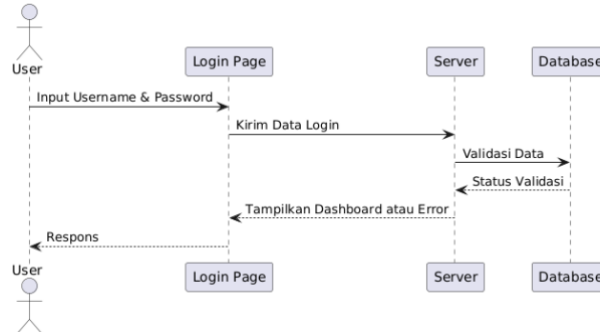 User
Login Page
Server
Database
Input Username & Password
Kirim Data Login
Validasi Data
Status Validasi
Tampilkan Dashboard atau Error
Respons
User
Login Page
Server
Database